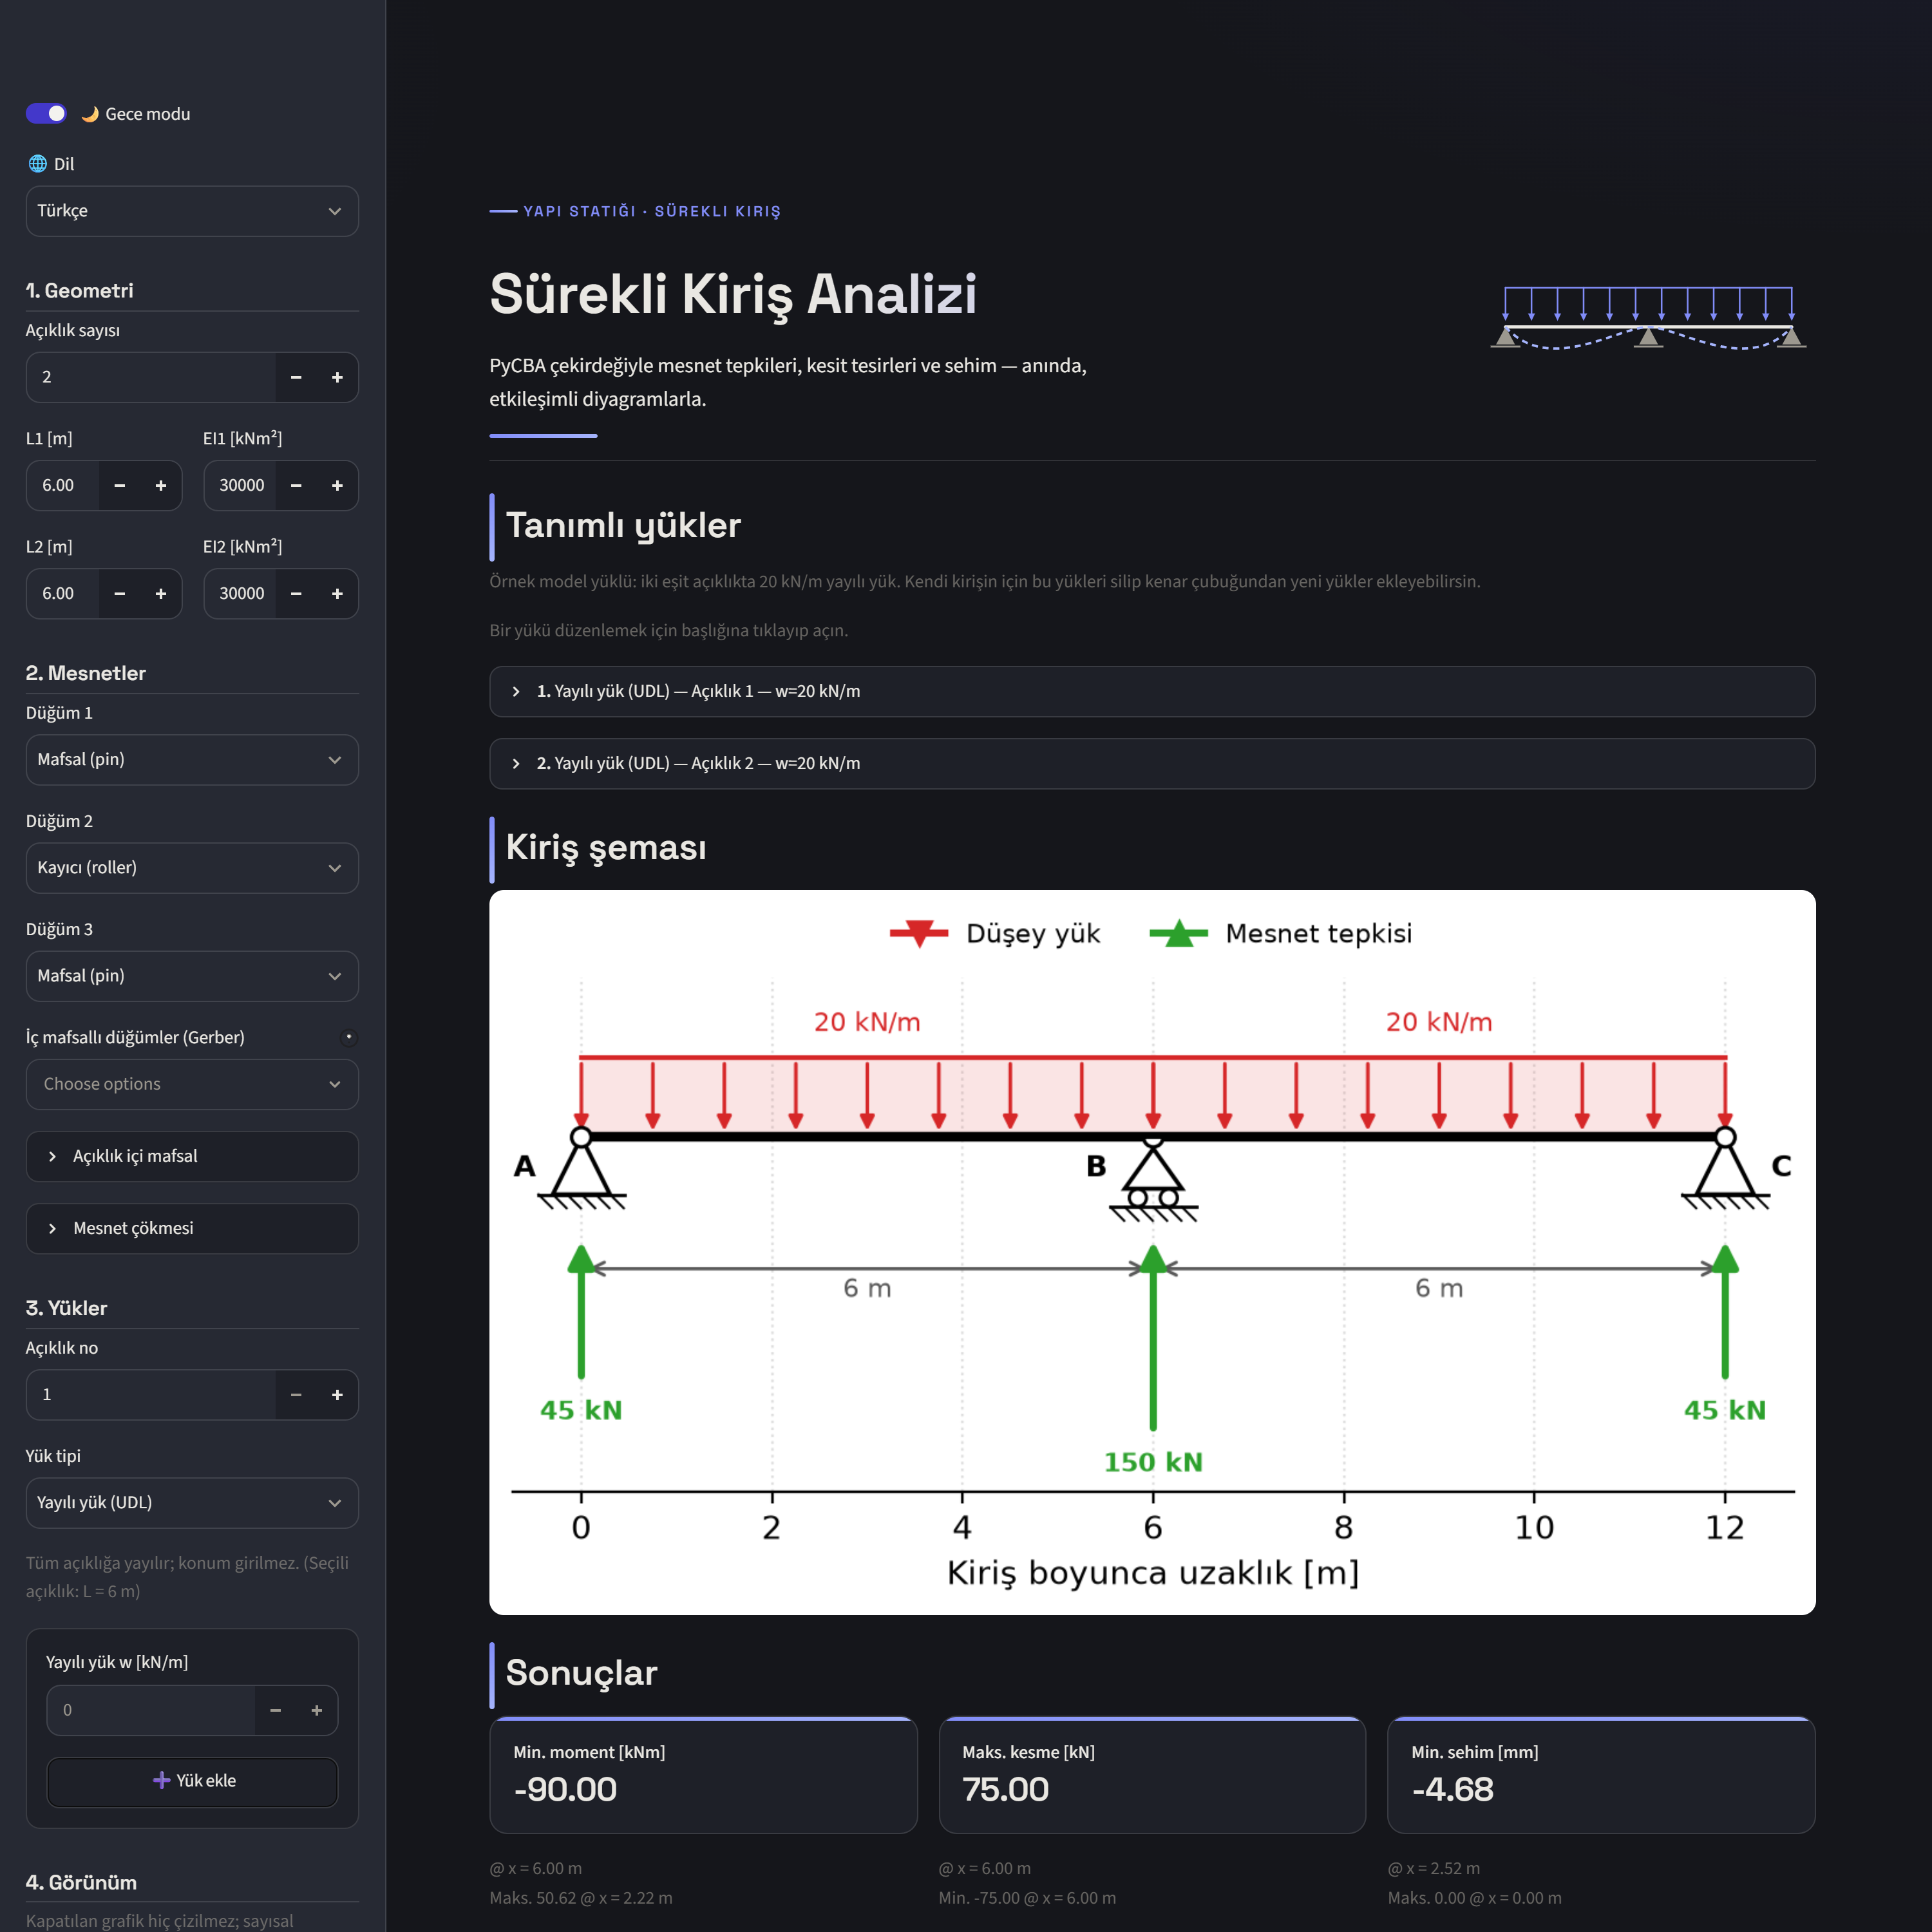 🌙 Gece modu
🌐 Dil
Türkçe
1. Geometri
Açıklık sayısı
2
L1 [m]
EI1 [kNm²]
6.00
30000
L2 [m]
EI2 [kNm²]
6.00
30000
2. Mesnetler
Düğüm 1
Mafsal (pin)
Düğüm 2
Kayıcı (roller)
Düğüm 3
Mafsal (pin)
İç mafsallı düğümler (Gerber)
Choose options
Açıklık içi mafsal
Mesnet çökmesi
3. Yükler
Açıklık no
1
Yük tipi
Yayılı yük (UDL)
Tüm açıklığa yayılır; konum girilmez. (Seçili
açıklık: L = 6 m)
Yayılı yük w [kN/m]
0
➕ Yük ekle
4. Görünüm
Kapatılan grafik hiç çizilmez; sayısal
YAPI STATIĞI · SÜREKLI KIRIŞ
Sürekli Kiriş Analizi
PyCBA çekirdeğiyle mesnet tepkileri, kesit tesirleri ve sehim — anında,
etkileşimli diyagramlarla.
Tanımlı yükler
Örnek model yüklü: iki eşit açıklıkta 20 kN/m yayılı yük. Kendi kirişin için bu yükleri silip kenar çubuğundan yeni yükler ekleyebilirsin.
Bir yükü düzenlemek için başlığına tıklayıp açın.
1. Yayılı yük (UDL) — Açıklık 1 — w=20 kN/m
2. Yayılı yük (UDL) — Açıklık 2 — w=20 kN/m
Kiriş şeması
Düşey yük
Mesnet tepkisi
20 kN/m
20 kN/m
A
B
C
6 m
6 m
45 kN
150 kN
45 kN
0 2 4 6 8 10 12
Kiriş boyunca uzaklık [m]
Sonuçlar
Min. moment [kNm]
-90.00
@ x = 6.00 m
Maks. 50.62 @ x = 2.22 m
Maks. kesme [kN]
75.00
@ x = 6.00 m
Min. -75.00 @ x = 6.00 m
Min. sehim [mm]
-4.68
@ x = 2.52 m
Maks. 0.00 @ x = 0.00 m